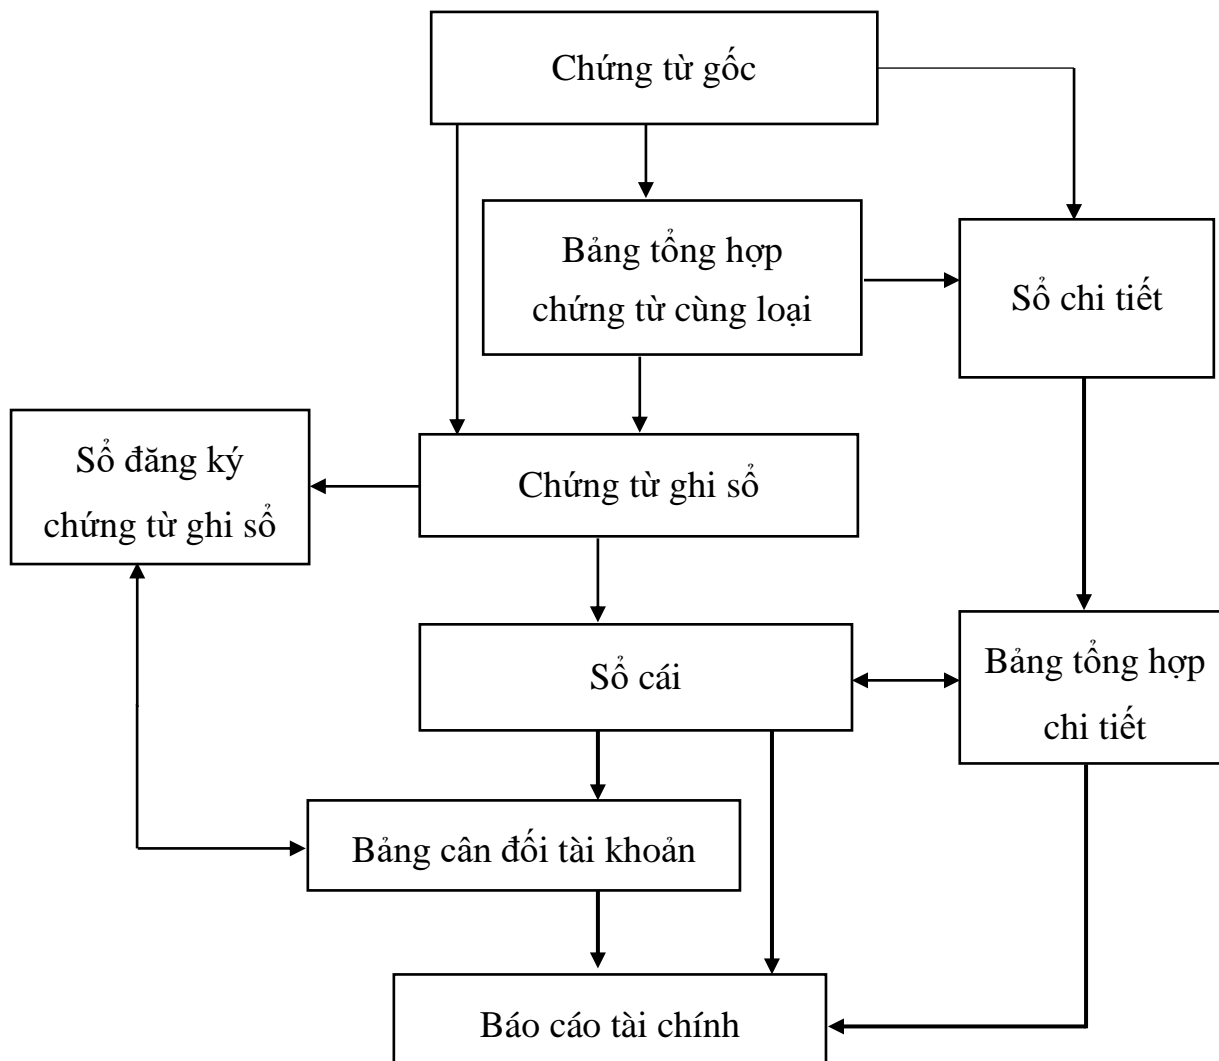 Chứng từ gốc
Bảng tổng hợp
chứng từ cùng loại
Sổ chi tiết
Sổ đăng ký
chứng từ ghi sổ
Chứng từ ghi sổ
Sổ cái
Bảng tổng hợp
chi tiết
Bảng cân đối tài khoản
Báo cáo tài chính